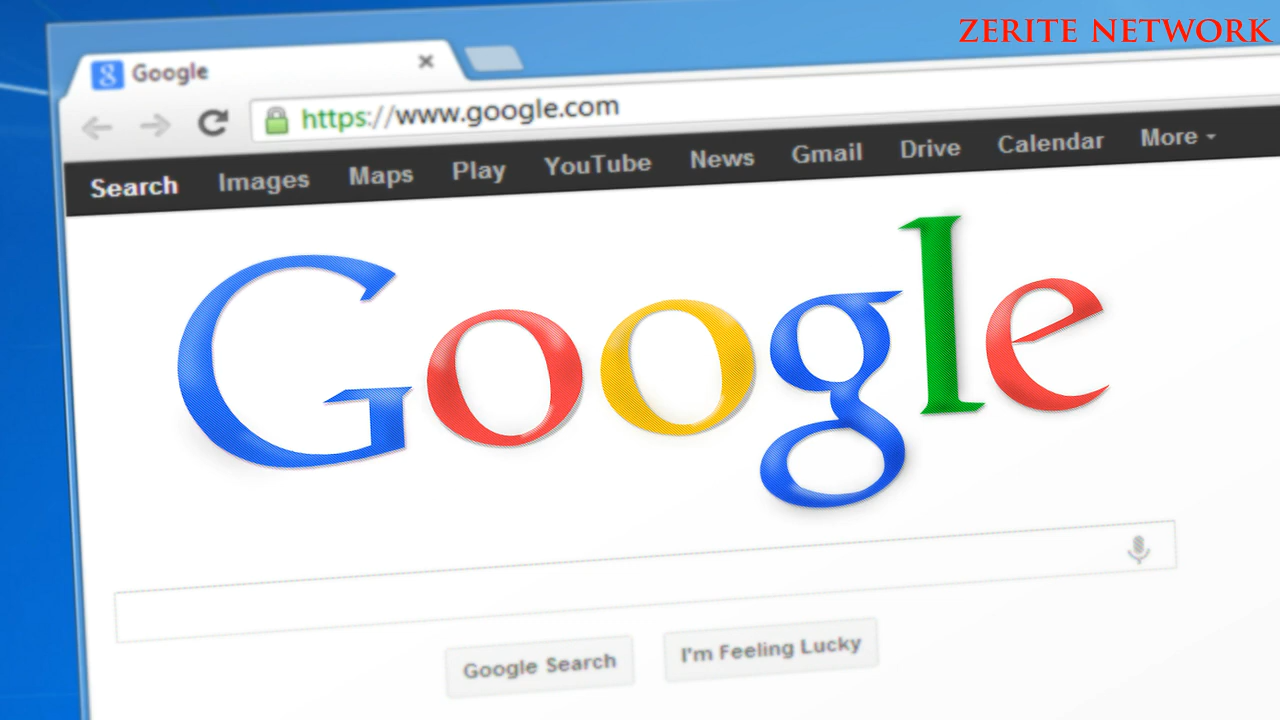 ZERITE NETWORK
Google
https://www.google.com
Search Images Maps Play YouTube News Gmail Drive Calendar More
Google
Google Search I'm Feeling Lucky